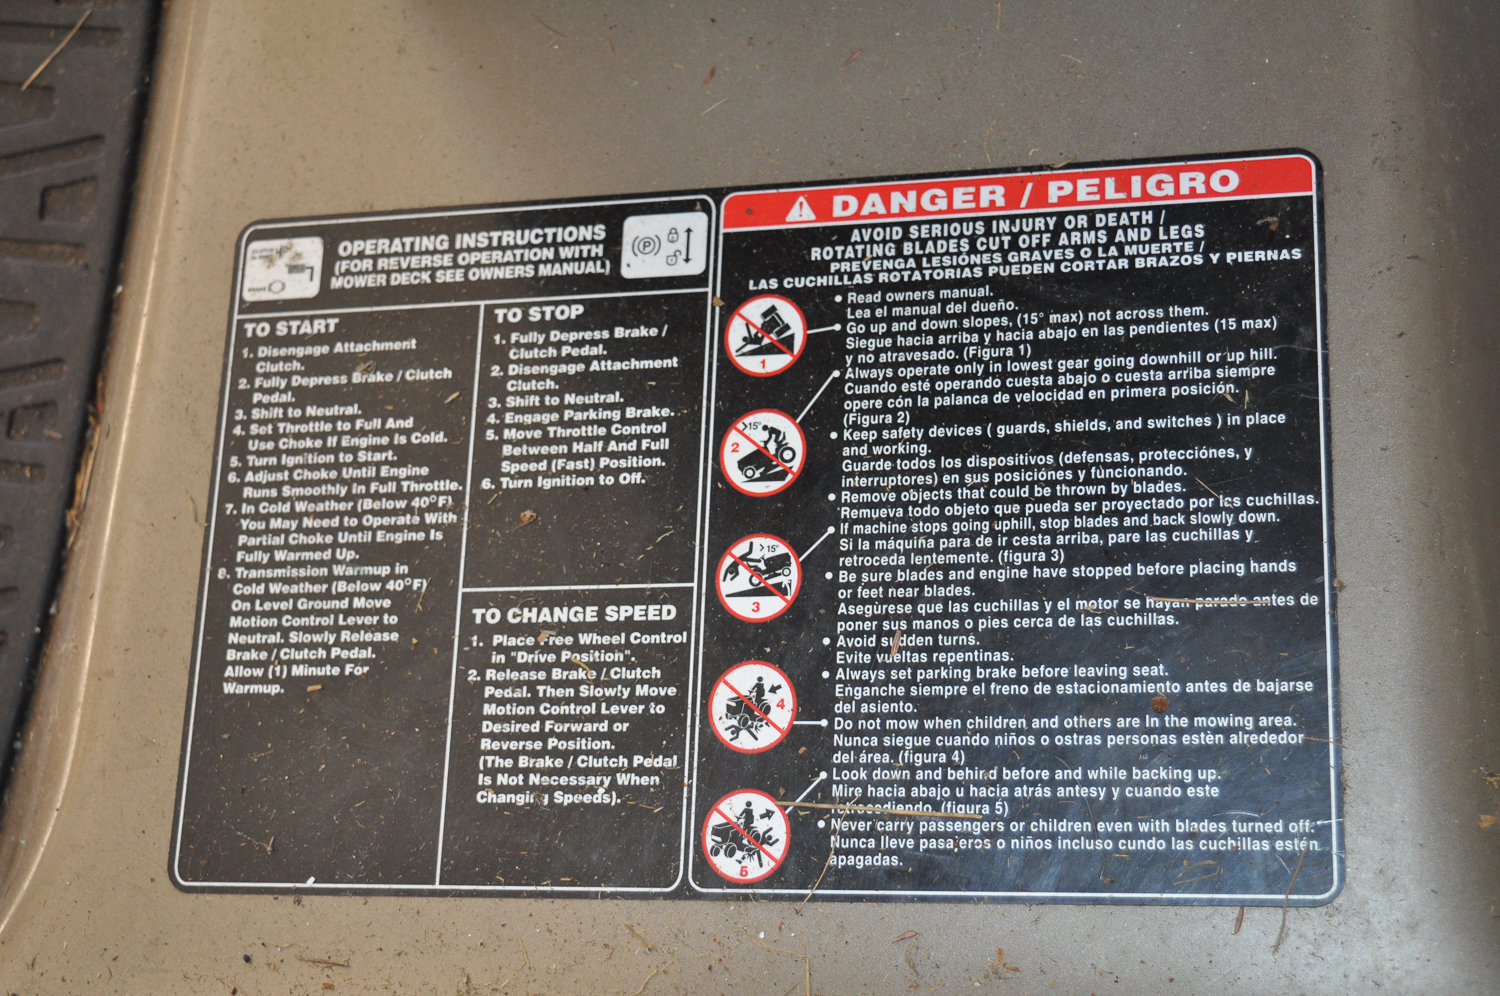 OPERATING INSTRUCTIONS
(FOR REVERSE OPERATION WITH
MOWER DECK SEE OWNERS MANUAL)
BRAKE
(P)
TO START
1. Disengage Attachment
Clutch.
2. Fully Depress Brake / Clutch
Pedal.
3. Shift to Neutral.
4. Set Throttle to Full And
Use Choke If Engine Is Cold.
5. Turn Ignition to Start.
6. Adjust Choke Until Engine
Runs Smoothly in Full Throttle.
7. In Cold Weather (Below 40°F)
You May Need to Operate With
Partial Choke Until Engine Is
Fully Warmed Up.
8. Transmission Warmup in
Cold Weather (Below 40°F)
On Level Ground Move
Motion Control Lever to
Neutral. Slowly Release
Brake / Clutch Pedal.
Allow (1) Minute For
Warmup.
TO STOP
1. Fully Depress Brake /
Clutch Pedal.
2. Disengage Attachment
Clutch.
3. Shift to Neutral.
4. Engage Parking Brake.
5. Move Throttle Control
Between Half And Full
Speed (Fast) Position.
6. Turn Ignition to Off.
TO CHANGE SPEED
1. Place Free Wheel Control
in "Drive Position".
2. Release Brake / Clutch
Pedal. Then Slowly Move
Motion Control Lever to
Desired Forward or
Reverse Position.
(The Brake / Clutch Pedal
Is Not Necessary When
Changing Speeds).
DANGER / PELIGRO
AVOID SERIOUS INJURY OR DEATH /
ROTATING BLADES CUT OFF ARMS AND LEGS
PREVENGA LESIÓNES GRAVES O LA MUERTE /
LAS CUCHILLAS ROTATORIAS PUEDEN CORTAR BRAZOS Y PIERNAS
• Read owners manual.
Lea el manual del dueño.
• Go up and down slopes, (15° max) not across them.
Siegue hacia arriba y hacia abajo en las pendientes (15 max)
y no atravesado. (Figura 1)
1
• Always operate only in lowest gear going downhill or up hill.
Cuando esté operando cuesta abajo o cuesta arriba siempre
opere cón la palanca de velocidad en primera posición.
(Figura 2)
>15°
2
• Keep safety devices ( guards, shields, and switches ) in place
and working.
Guarde todos los dispositivos (defensas, protecciónes, y
interruptores) en sus posiciónes y funcionando.
• Remove objects that could be thrown by blades.
Remueva todo objeto que pueda ser proyectado por las cuchillas.
• If machine stops going uphill, stop blades and back slowly down.
Si la máquina para de ir cesta arriba, pare las cuchillas y
retroceda lentemente. (figura 3)
>15°
3
• Be sure blades and engine have stopped before placing hands
or feet near blades.
Asegùrese que las cuchillas y el motor se hayan parado antes de
poner sus manos o pies cerca de las cuchillas.
• Avoid sudden turns.
Evite vueltas repentinas.
• Always set parking brake before leaving seat.
Enganche siempre el freno de estacionamiento antes de bajarse
del asiento.
• Do not mow when children and others are In the mowing area.
Nunca siegue cuando niños o ostras personas estèn alrededor
del área. (figura 4)
4
• Look down and behind before and while backing up.
Mire hacia abajo u hacia atrás antesy y cuando este
retrocediendo. (figura 5)
5
• Never carry passengers or children even with blades turned off.
Nunca lleve pasajeros o niños incluso cundo las cuchillas estén
apagadas.